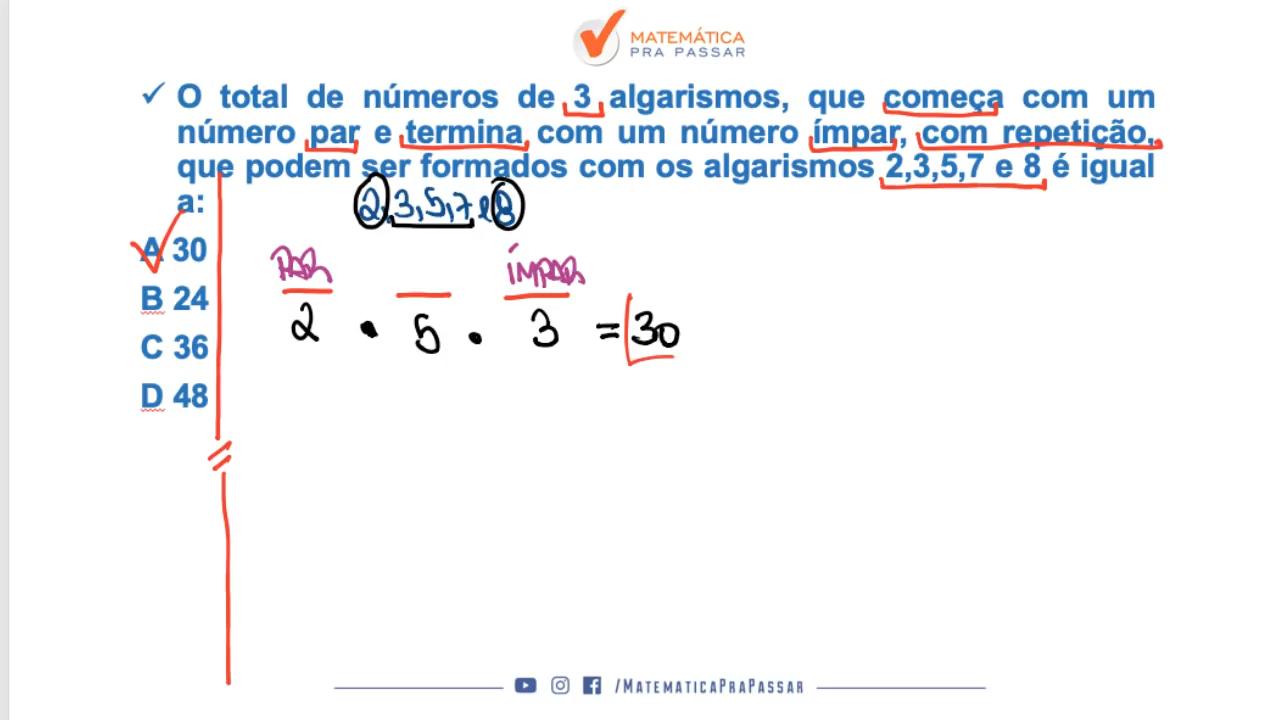 MATEMÁTICA
PRA PASSAR
✓ O total de números de 3 algarismos, que começa com um
número par e termina com um número ímpar, com repetição,
que podem ser formados com os algarismos 2,3,5,7 e 8 é igual
a:
2,3,5,7 e 8
A 30
PAR ÍMPAR
B 24
2 • 5 • 3 = 30
C 36
D 48
/MATEMATICAPRAPASSAR